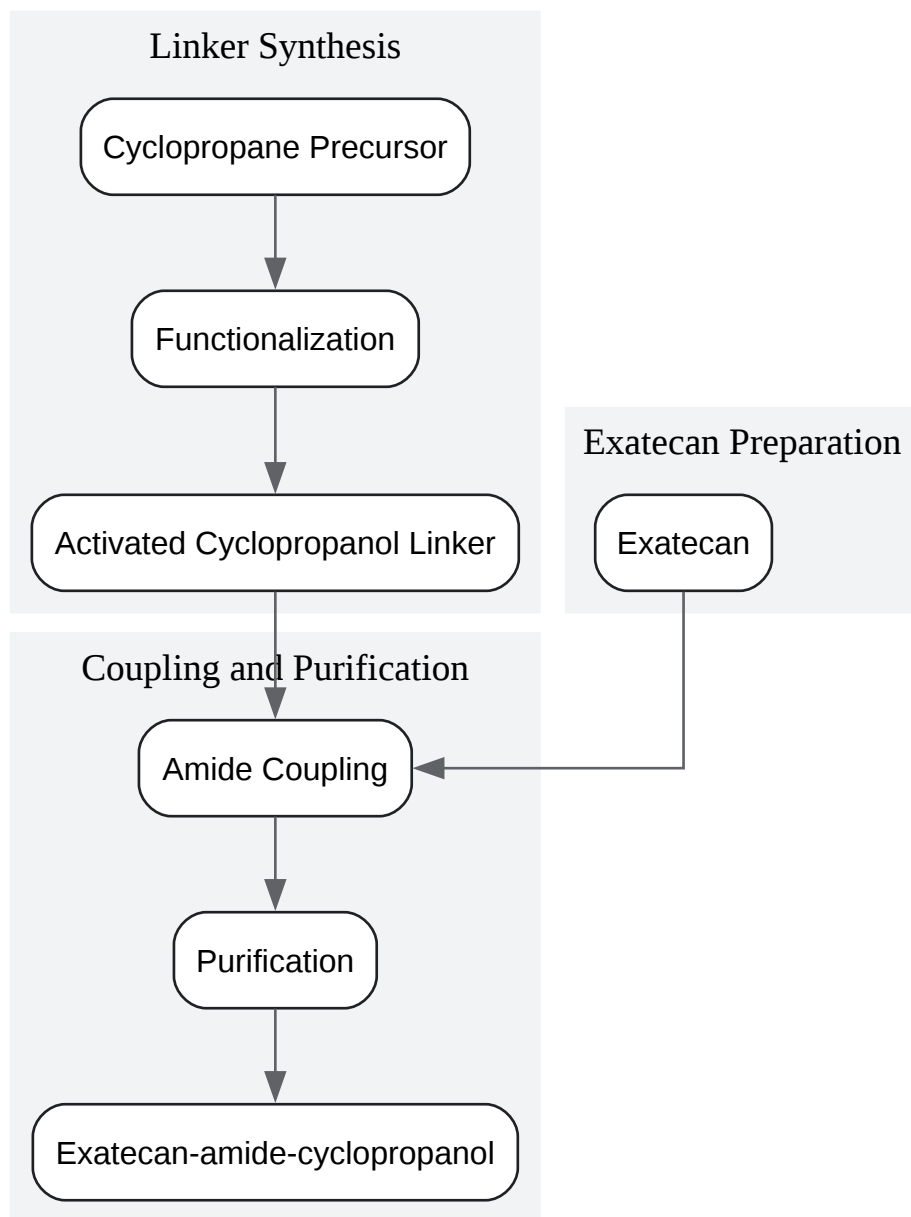 Linker Synthesis
Cyclopropane Precursor
Functionalization
Activated Cyclopropanol Linker
Exatecan Preparation
Exatecan
Coupling and Purification
Amide Coupling
Purification
Exatecan-amide-cyclopropanol